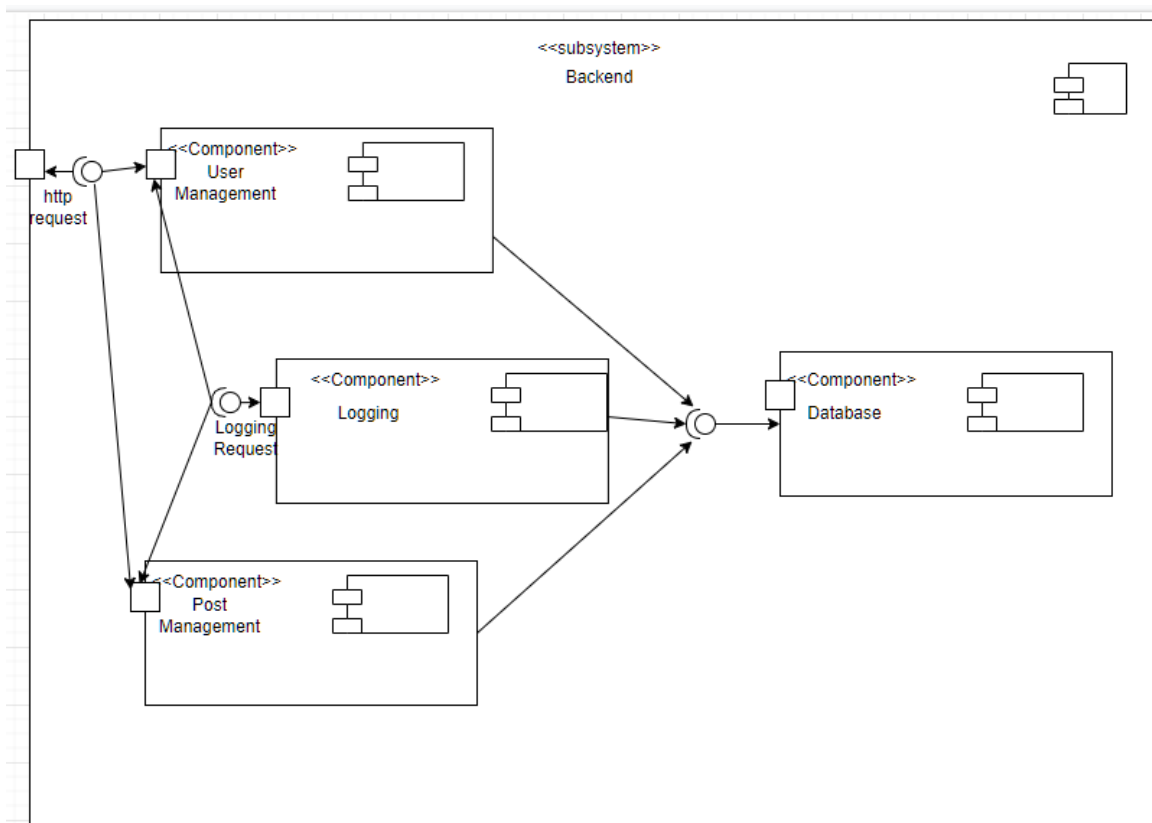 <<subsystem>>
Backend
<<Component>>
User
Management
http
request
<<Component>>
Logging
Logging
Request
<<Component>>
Database
<<Component>>
Post
Management